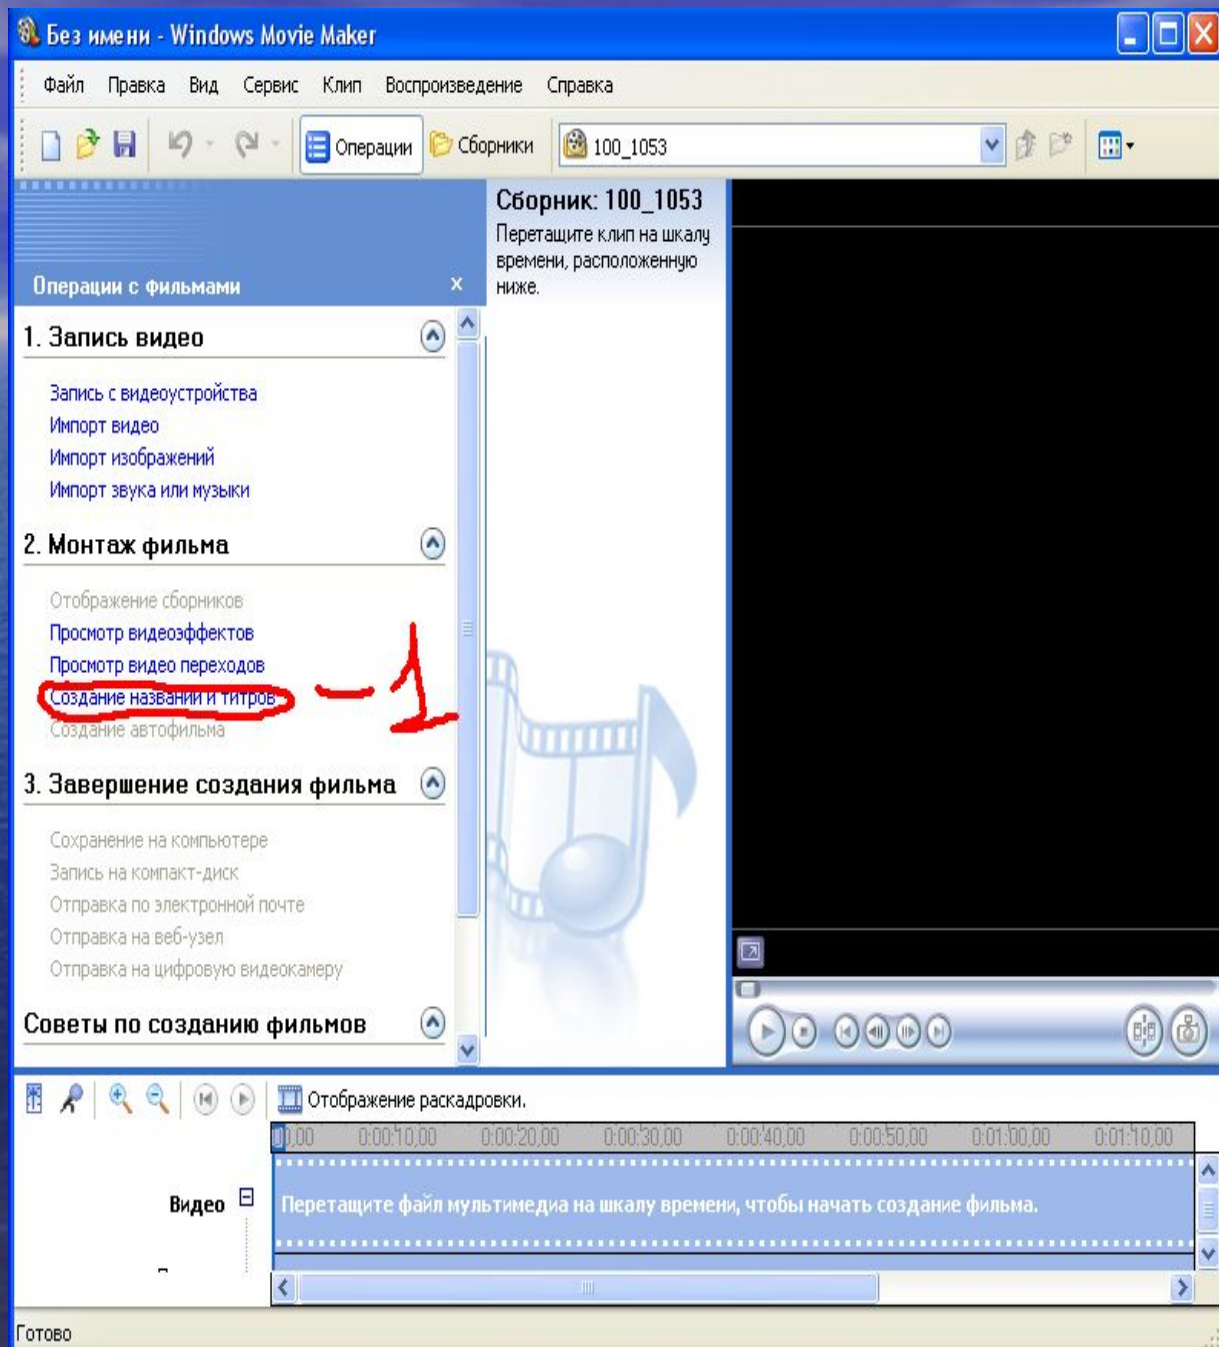 Без имени - Windows Movie Maker
Файл Правка Вид Сервис Клип Воспроизведение Справка
Операции Сборники 100_1053
Сборник: 100_1053
Перетащите клип на шкалу
времени, расположенную
ниже.
Операции с фильмами
1. Запись видео
Запись с видеоустройства
Импорт видео
Импорт изображений
Импорт звука или музыки
2. Монтаж фильма
Отображение сборников
Просмотр видеоэффектов
Просмотр видео переходов
Создание названий и титров - 1
Создание автофильма
3. Завершение создания фильма
Сохранение на компьютере
Запись на компакт-диск
Отправка по электронной почте
Отправка на веб-узел
Отправка на цифровую видеокамеру
Советы по созданию фильмов
Отображение раскадровки.
0:00:10,00 0:00:20,00 0:00:30,00 0:00:40,00 0:00:50,00 0:01:00,00 0:01:10,00
Видео Перетащите файл мультимедиа на шкалу времени, чтобы начать создание фильма.
Готово